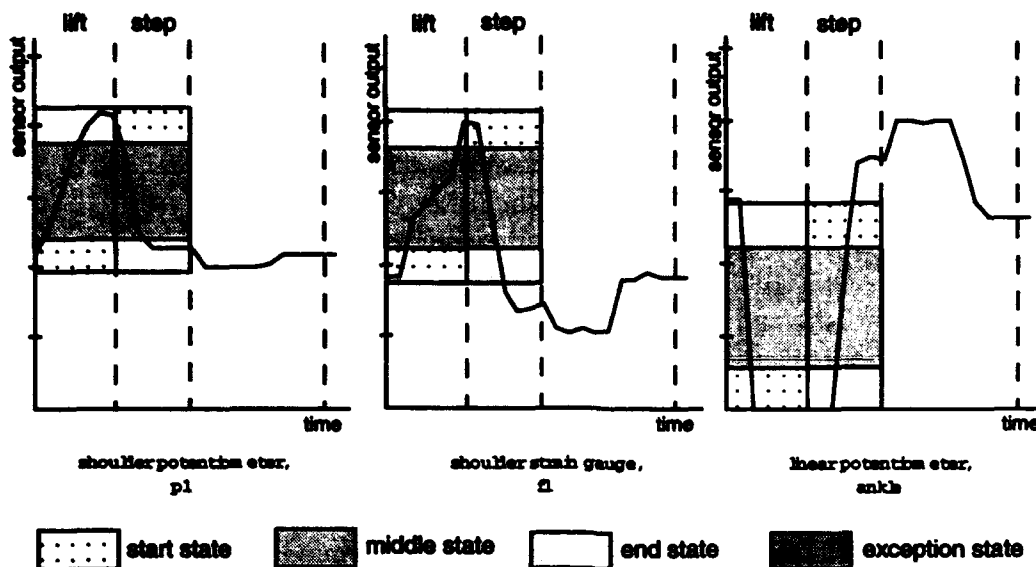 lift step
lift step
lift step
sensor output
sensor output
sensor output
time
time
time
shoulder potentiometer,
p1
shoulder strain gauge,
f1
linear potentiometer,
ankle
start state
middle state
end state
exception state